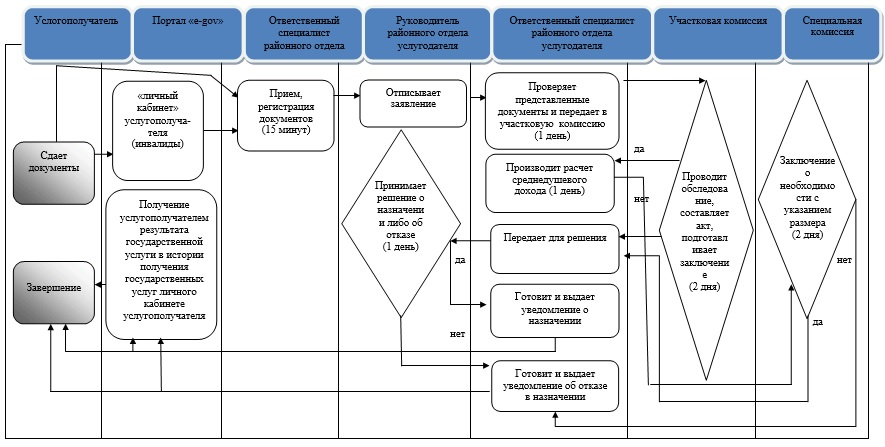 Услогополучатель
Портал «e-gov»
Ответственный
специалист
районного отдела
Руководитель
районного отдела
услугодателя
Ответственный специалист
районного отдела
услугодателя
Участковая комиссия
Специальная
комиссия
Сдает
документы
«личный
кабинет»
услугополуча-
теля
(инвалиды)
Прием,
регистрация
документов
(15 минут)
Отписывает
заявление
Проверяет
представленные
документы и передает в
участковую комиссию
(1 день)
да
Производит расчет
среднедушевого
дохода (1 день)
нет
Принимает
решение о
назначени
и либо об
отказе
(1 день)
Проводит
обследова
ние,
составляет
акт,
подготавл
ивает
заключени
е
(2 дня)
Заключение
о
необходимо
сти с
указанием
размера
(2 дня)
нет
да
Получение
услугополучателем
результата
государственной
услуги в истории
получения
государственных
услуг личного
кабинете
услугополучателя
Передает для решения
да
Завершение
Готовит и выдает
уведомление о
назначении
нет
Готовит и выдает
уведомление об отказе
в назначении